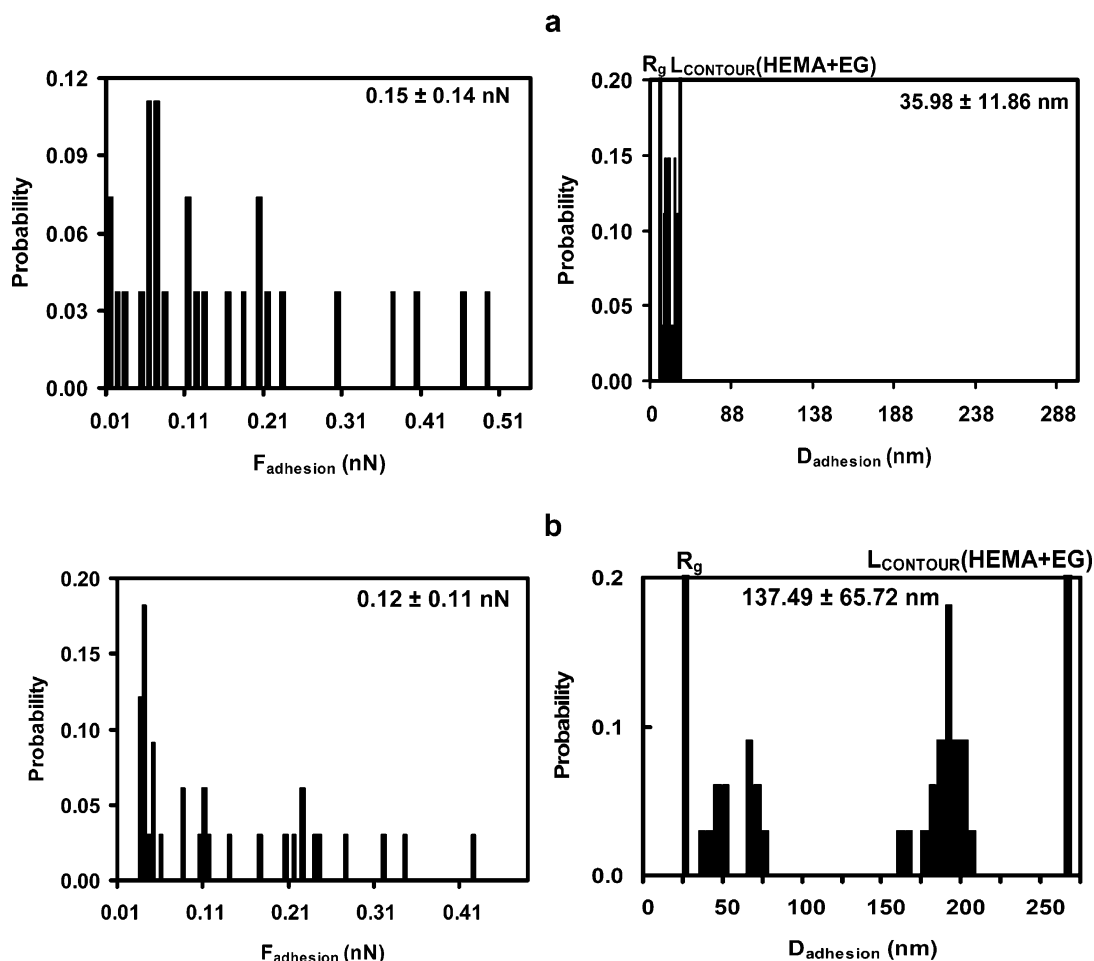 a
0.12
0.09
0.06
0.03
0.00
Probability
0.15 ± 0.14 nN
0.01 0.11 0.21 0.31 0.41 0.51
Fadhesion (nN)
Rg LCONTOUR(HEMA+EG)
0.20
0.15
0.10
0.05
0.00
Probability
35.98 ± 11.86 nm
0 88 138 188 238 288
Dadhesion (nm)
b
0.20
0.15
0.10
0.05
0.00
Probability
0.12 ± 0.11 nN
0.01 0.11 0.21 0.31 0.41
Fadhesion (nN)
Rg LCONTOUR(HEMA+EG)
0.2
0.1
0.0
Probability
137.49 ± 65.72 nm
0 50 100 150 200 250
Dadhesion (nm)